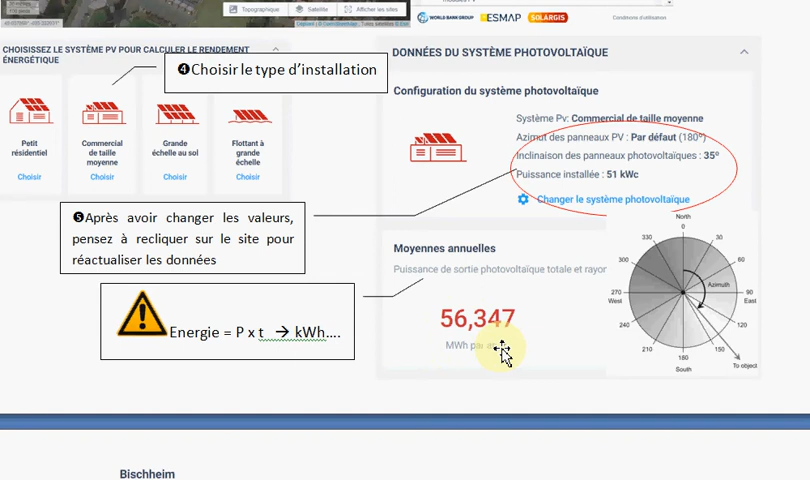 Topographique Satellite Afficher les sites
WORLD BANK GROUP ESMAP SOLARGIS Conditions d'utilisation
CHOISISSEZ LE SYSTÈME PV POUR CALCULER LE RENDEMENT
ÉNERGÉTIQUE
❹Choisir le type d'installation
Petit
résidentiel
Choisir
Commercial
de taille
moyenne
Choisir
Grande
échelle au sol
Choisir
Flottant à
grande
échelle
Choisir
DONNÉES DU SYSTÈME PHOTOVOLTAÏQUE
Configuration du système photovoltaïque
Système Pv: Commercial de taille moyenne
Azimut des panneaux PV : Par défaut (180º)
Inclinaison des panneaux photovoltaïques : 35º
Puissance installée : 51 kWc
Changer le système photovoltaïque
❺Après avoir changer les valeurs,
pensez à recliquer sur le site pour
réactualiser les données
Moyennes annuelles
Puissance de sortie photovoltaïque totale et rayon
56,347
MWh par
Energie = P x t → kWh....
North
0
30
60
90
East
120
150
180
South
210
240
270
West
300
330
Azimuth
To object
Bischheim